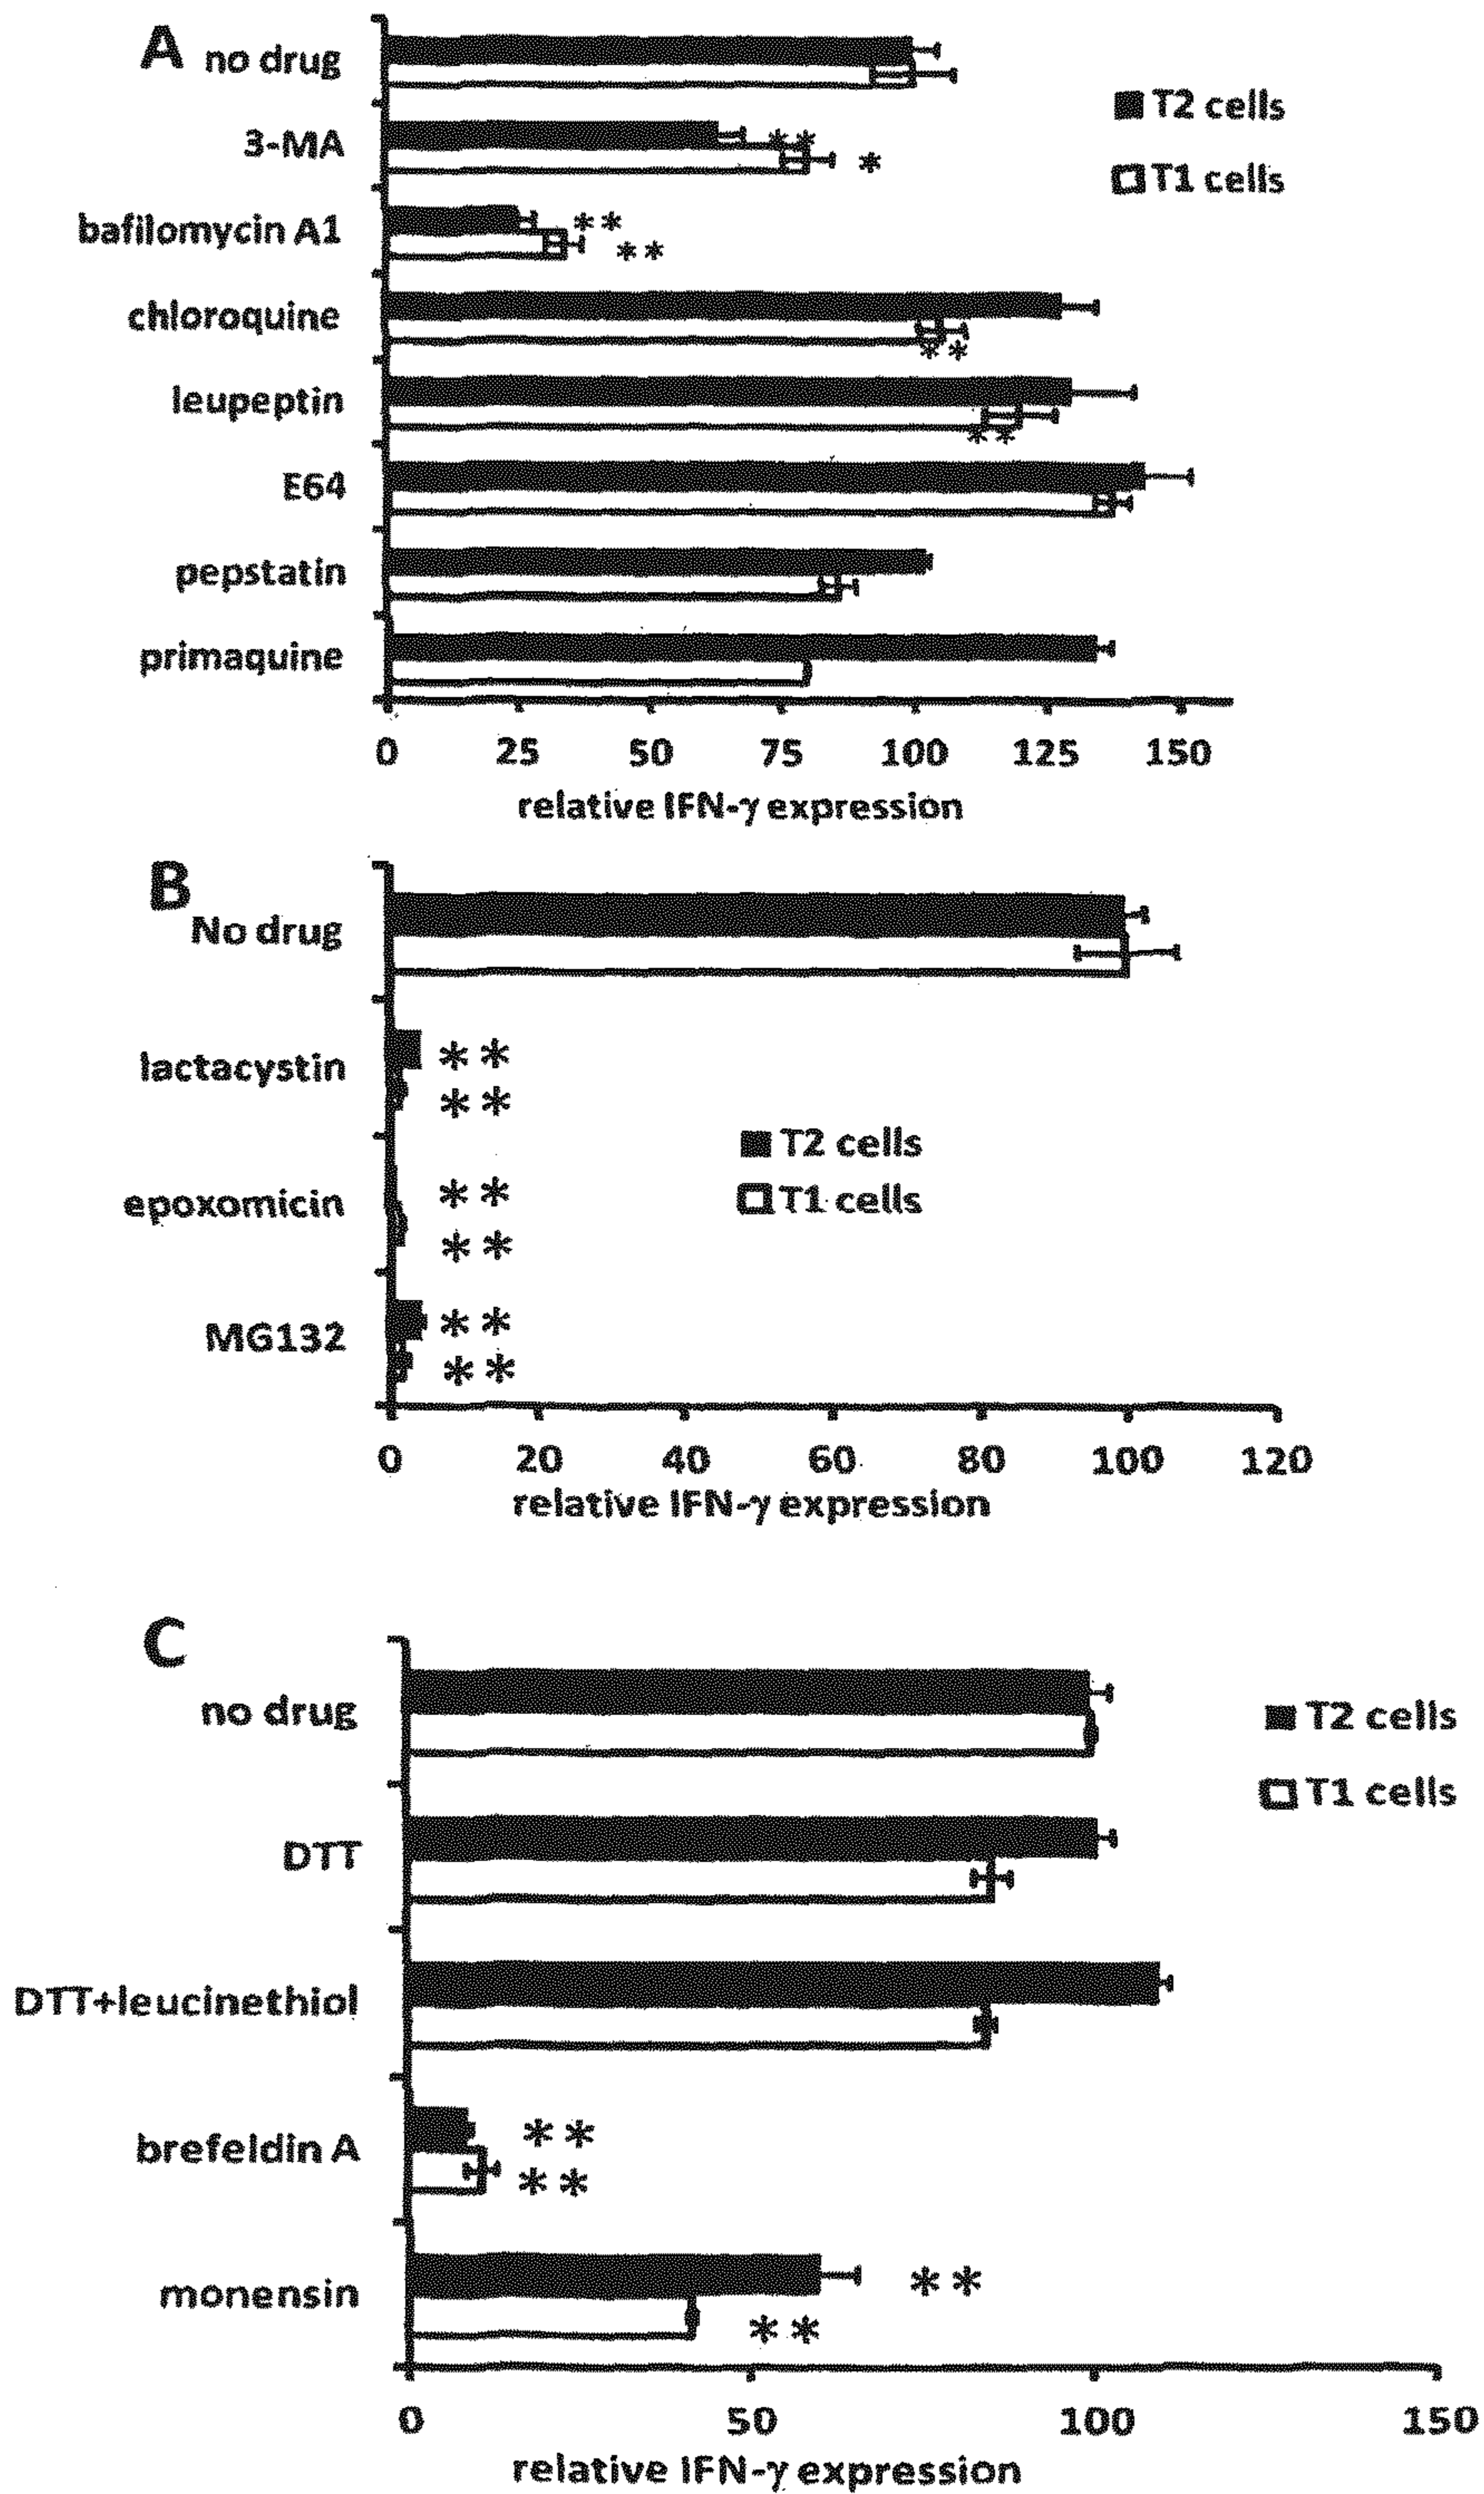 A
no drug
3-MA
* *
*
bafilomycin A1
* *
* *
chloroquine
* *
leupeptin
* *
E64
pepstatin
primaquine
T2 cells
T1 cells
0 25 50 75 100 125 150
relative IFN-γ expression
B
No drug
lactacystin
* *
* *
epoxomicin
* *
* *
MG132
* *
* *
T2 cells
T1 cells
0 20 40 60 80 100 120
relative IFN-γ expression
C
no drug
DTT
DTT+leucinethiol
brefeldin A
* *
* *
monensin
* *
* *
T2 cells
T1 cells
0 50 100 150
relative IFN-γ expression